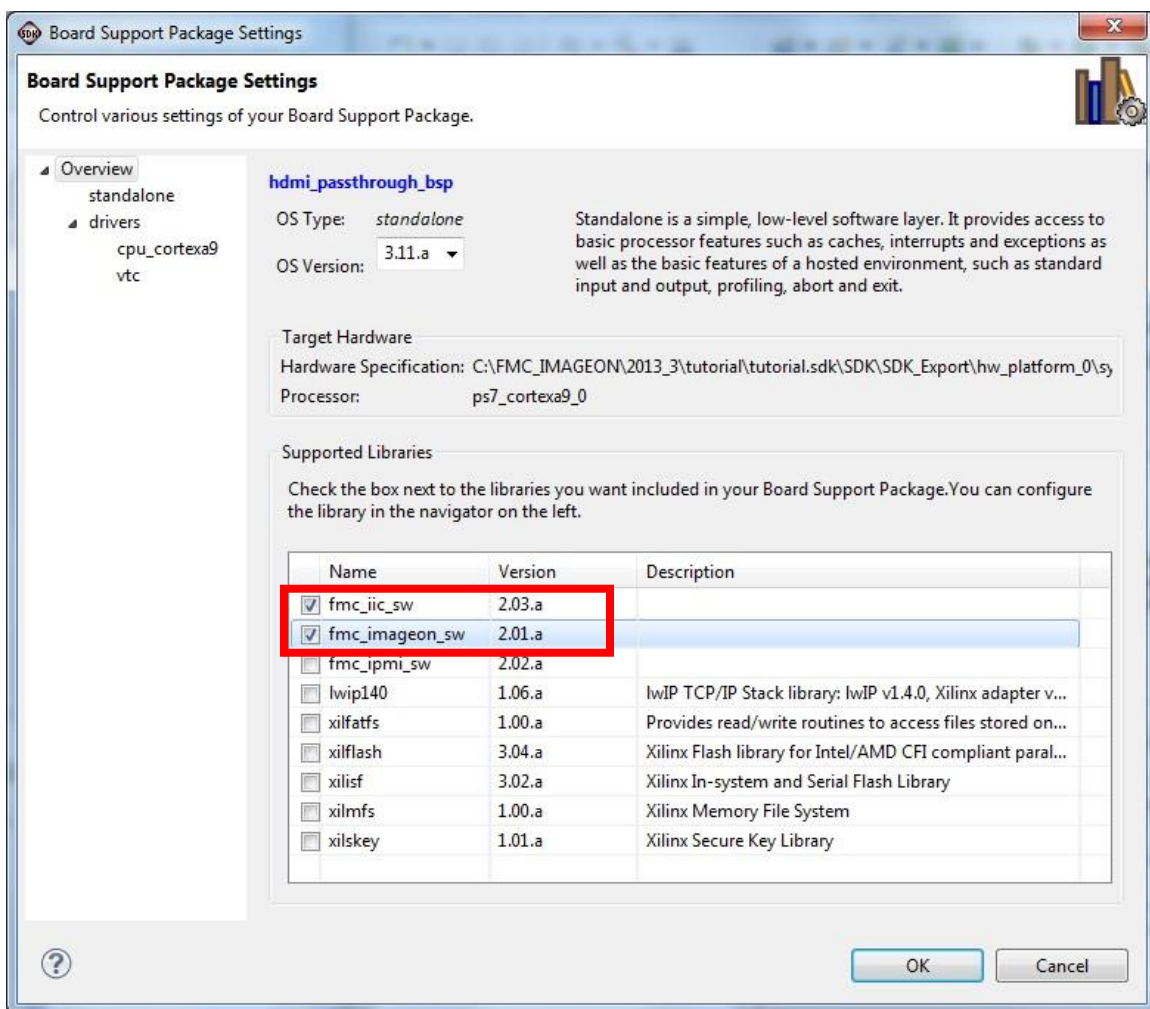 Board Support Package Settings
Board Support Package Settings
Control various settings of your Board Support Package.
Overview
standalone
drivers
cpu_cortexa9
vtc
hdmi_passthrough_bsp
OS Type: standalone
OS Version: 3.11.a
Standalone is a simple, low-level software layer. It provides access to
basic processor features such as caches, interrupts and exceptions as
well as the basic features of a hosted environment, such as standard
input and output, profiling, abort and exit.
Target Hardware
Hardware Specification: C:\FMC_IMAGEON\2013_3\tutorial\tutorial.sdk\SDK\SDK_Export\hw_platform_0\sy
Processor: ps7_cortexa9_0
Supported Libraries
Check the box next to the libraries you want included in your Board Support Package.You can configure
the library in the navigator on the left.
Name Version Description
fmc_iic_sw 2.03.a
fmc_imageon_sw 2.01.a
fmc_ipmi_sw 2.02.a
lwip140 1.06.a lwIP TCP/IP Stack library: lwIP v1.4.0, Xilinx adapter v...
xilfatfs 1.00.a Provides read/write routines to access files stored on...
xilflash 3.04.a Xilinx Flash library for Intel/AMD CFI compliant paral...
xilisf 3.02.a Xilinx In-system and Serial Flash Library
xilmfs 1.00.a Xilinx Memory File System
xilskey 1.01.a Xilinx Secure Key Library
OK Cancel